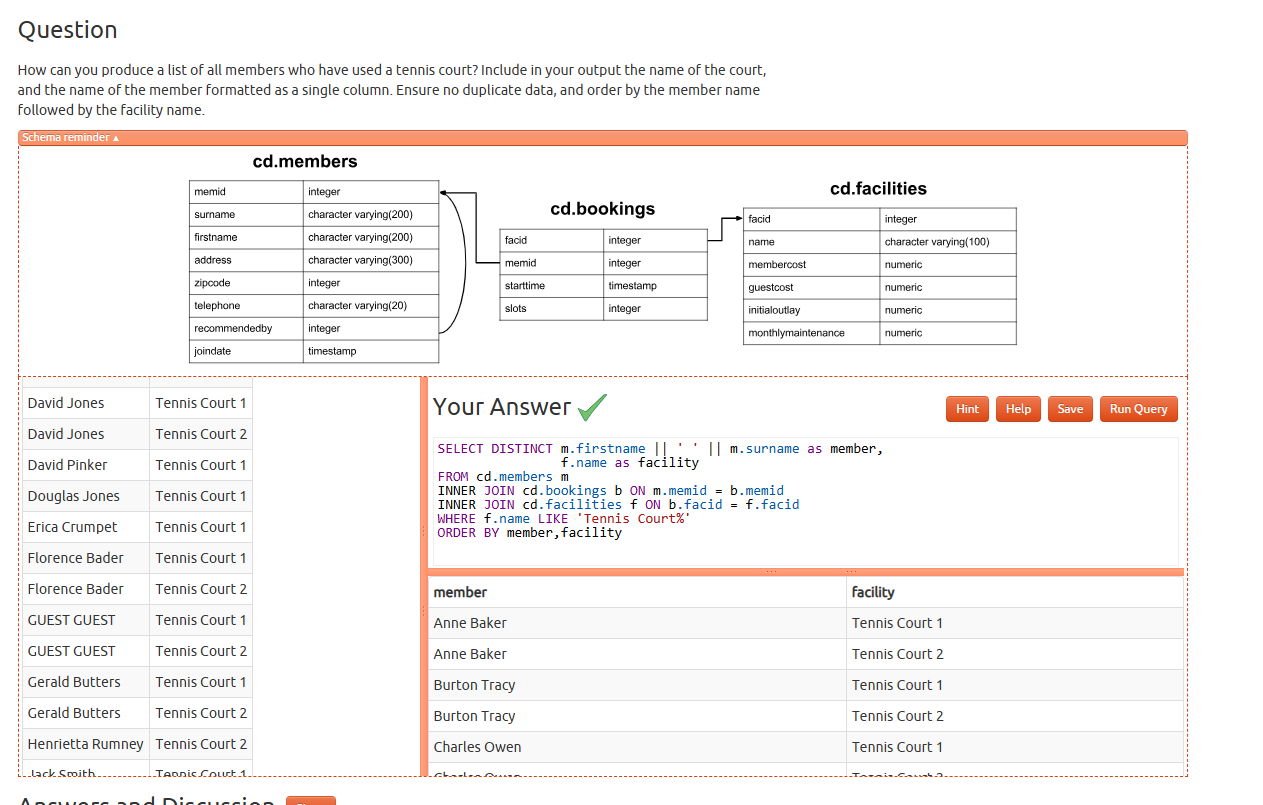 Question
How can you produce a list of all members who have used a tennis court? Include in your output the name of the court,
and the name of the member formatted as a single column. Ensure no duplicate data, and order by the member name
followed by the facility name.
Schema reminder ▲
cd.members
memid integer
surname character varying(200)
firstname character varying(200)
address character varying(300)
zipcode integer
telephone character varying(20)
recommendedby integer
joindate timestamp
cd.bookings
facid integer
memid integer
starttime timestamp
slots integer
cd.facilities
facid integer
name character varying(100)
membercost numeric
guestcost numeric
initialoutlay numeric
monthlymaintenance numeric
David Jones Tennis Court 1
David Jones Tennis Court 2
David Pinker Tennis Court 1
Douglas Jones Tennis Court 1
Erica Crumpet Tennis Court 1
Florence Bader Tennis Court 1
Florence Bader Tennis Court 2
GUEST GUEST Tennis Court 1
GUEST GUEST Tennis Court 2
Gerald Butters Tennis Court 1
Gerald Butters Tennis Court 2
Henrietta Rumney Tennis Court 2
Jack Smith Tennis Court 1
Your Answer
Hint Help Save Run Query
SELECT DISTINCT m.firstname || ' ' || m.surname as member,
f.name as facility
FROM cd.members m
INNER JOIN cd.bookings b ON m.memid = b.memid
INNER JOIN cd.facilities f ON b.facid = f.facid
WHERE f.name LIKE 'Tennis Court%'
ORDER BY member,facility
member facility
Anne Baker Tennis Court 1
Anne Baker Tennis Court 2
Burton Tracy Tennis Court 1
Burton Tracy Tennis Court 2
Charles Owen Tennis Court 1
Charles Owen Tennis Court 2
Answers and Discussion